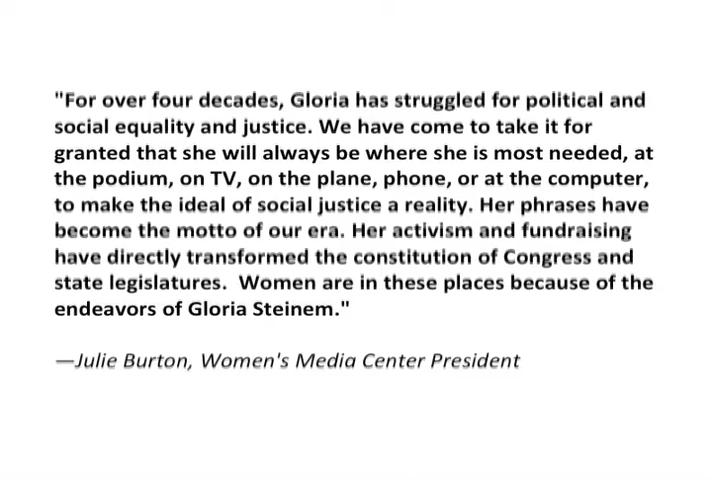 "For over four decades, Gloria has struggled for political and
social equality and justice. We have come to take it for
granted that she will always be where she is most needed, at
the podium, on TV, on the plane, phone, or at the computer,
to make the ideal of social justice a reality. Her phrases have
become the motto of our era. Her activism and fundraising
have directly transformed the constitution of Congress and
state legislatures.  Women are in these places because of the
endeavors of Gloria Steinem."
—Julie Burton, Women's Media Center President